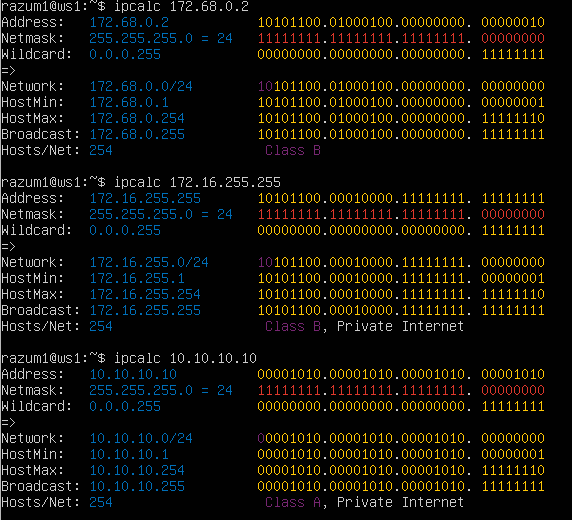 razum1@ws1:~$ ipcalc 172.68.0.2
Address:   172.68.0.2           10101100.01000100.00000000. 00000010
Netmask:   255.255.255.0 = 24   11111111.11111111.11111111. 00000000
Wildcard:  0.0.0.255            00000000.00000000.00000000. 11111111
=>
Network:   172.68.0.0/24        10101100.01000100.00000000. 00000000
HostMin:   172.68.0.1           10101100.01000100.00000000. 00000001
HostMax:   172.68.0.254         10101100.01000100.00000000. 11111110
Broadcast: 172.68.0.255         10101100.01000100.00000000. 11111111
Hosts/Net: 254                   Class B
razum1@ws1:~$ ipcalc 172.16.255.255
Address:   172.16.255.255       10101100.00010000.11111111. 11111111
Netmask:   255.255.255.0 = 24   11111111.11111111.11111111. 00000000
Wildcard:  0.0.0.255            00000000.00000000.00000000. 11111111
=>
Network:   172.16.255.0/24      10101100.00010000.11111111. 00000000
HostMin:   172.16.255.1         10101100.00010000.11111111. 00000001
HostMax:   172.16.255.254       10101100.00010000.11111111. 11111110
Broadcast: 172.16.255.255       10101100.00010000.11111111. 11111111
Hosts/Net: 254                   Class B, Private Internet
razum1@ws1:~$ ipcalc 10.10.10.10
Address:   10.10.10.10          00001010.00001010.00001010. 00001010
Netmask:   255.255.255.0 = 24   11111111.11111111.11111111. 00000000
Wildcard:  0.0.0.255            00000000.00000000.00000000. 11111111
=>
Network:   10.10.10.0/24        00001010.00001010.00001010. 00000000
HostMin:   10.10.10.1           00001010.00001010.00001010. 00000001
HostMax:   10.10.10.254         00001010.00001010.00001010. 11111110
Broadcast: 10.10.10.255         00001010.00001010.00001010. 11111111
Hosts/Net: 254                   Class A, Private Internet